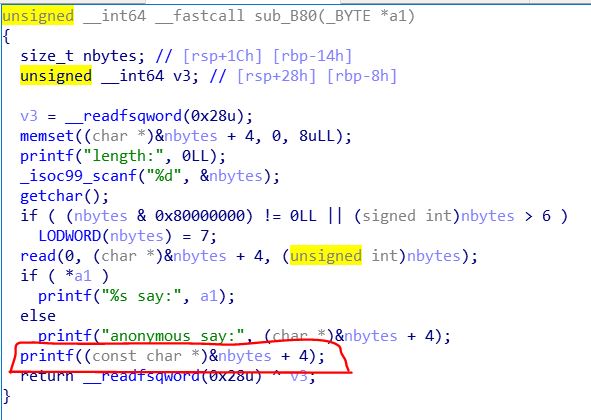 unsigned __int64 __fastcall sub_B80(_BYTE *a1)
{
size_t nbytes; // [rsp+1Ch] [rbp-14h]
unsigned __int64 v3; // [rsp+28h] [rbp-8h]
v3 = __readfsqword(0x28u);
memset((char *)&nbytes + 4, 0, 8uLL);
printf("length:", 0LL);
_isoc99_scanf("%d", &nbytes);
getchar();
if ( (nbytes & 0x80000000) != 0LL || (signed int)nbytes > 6 )
LODWORD(nbytes) = 7;
read(0, (char *)&nbytes + 4, (unsigned int)nbytes);
if ( *a1 )
printf("%s say:", a1);
else
printf("anonymous say:", (char *)&nbytes + 4);
printf((const char *)&nbytes + 4);
return __readfsqword(0x28u) ^ v3;
}